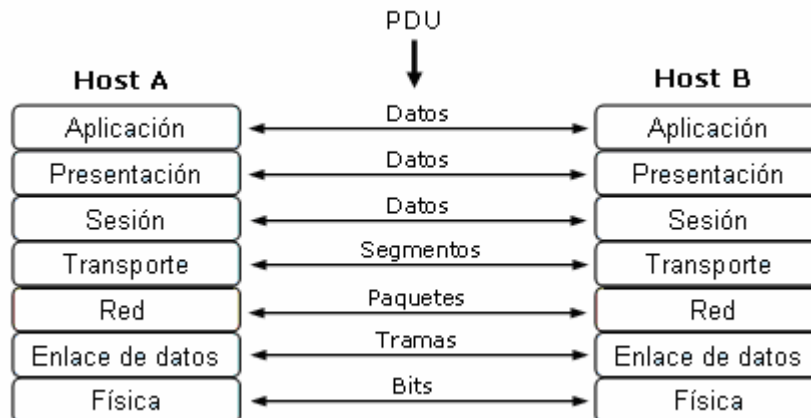 PDU
Host A
Host B
Aplicación
Datos
Aplicación
Presentación
Datos
Presentación
Sesión
Datos
Sesión
Transporte
Segmentos
Transporte
Red
Paquetes
Red
Enlace de datos
Tramas
Enlace de datos
Física
Bits
Física